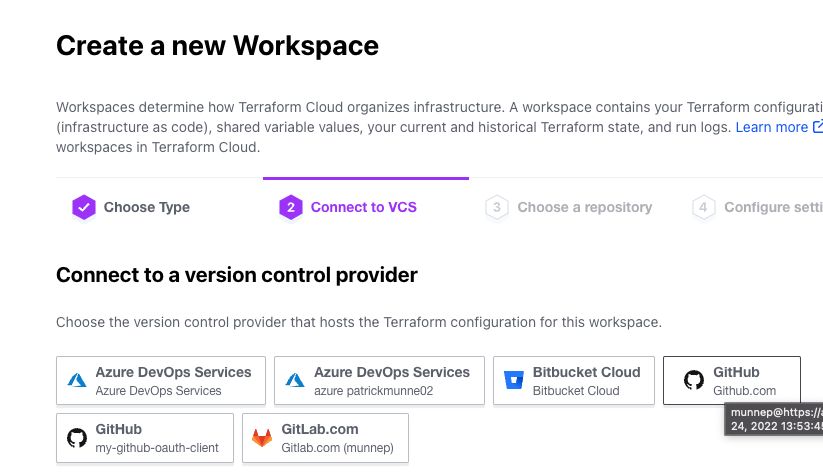 Create a new Workspace
Workspaces determine how Terraform Cloud organizes infrastructure. A workspace contains your Terraform
(infrastructure as code), shared variable values, your current and historical Terraform state, and run logs. Learn more
workspaces in Terraform Cloud.
Choose Type
2 Connect to VCS
3 Choose a repository
4 Configure
Connect to a version control provider
Choose the version control provider that hosts the Terraform configuration for this workspace.
Azure DevOps Services
Azure DevOps Services
Azure DevOps Services
azure patrickmunne02
Bitbucket Cloud
Bitbucket Cloud
GitHub
Github.com
munnep@https://
24, 2022 13:53:45
GitHub
my-github-oauth-client
GitLab.com
Gitlab.com (munnep)